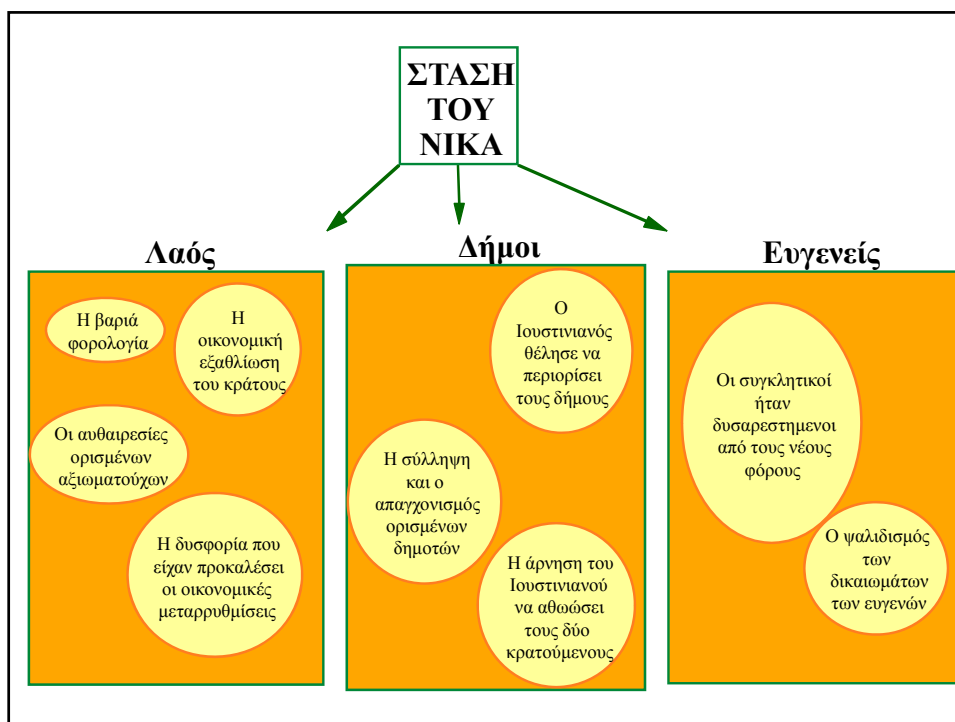 ΣΤΑΣΗ
ΤΟΥ
ΝΙΚΑ
Λαός
Η βαριά
φορολογία
Η
οικονομική
εξαθλίωση
του κράτους
Οι αυθαιρεσίες
ορισμένων
αξιωματούχων
Η δυσφορία που
είχαν προκαλέσει
οι οικονομικές
μεταρρυθμίσεις
Δήμοι
Ο
Ιουστινιανός
θέλησε να
περιορίσει
τους δήμους
Η σύλληψη
και ο
απαγχονισμός
ορισμένων
δημοτών
Η άρνηση του
Ιουστινιανού
να αθωώσει
τους δύο
κρατούμενους
Ευγενείς
Οι συγκλητικοί
ήταν
δυσαρεστημενοι
από τους νέους
φόρους
Ο ψαλιδισμός
των
δικαιωμάτων
των ευγενών